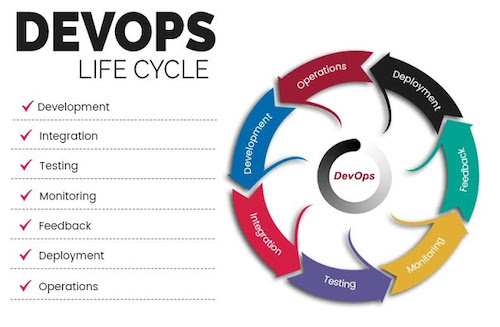 DEVOPS
LIFE CYCLE
Development
Integration
Testing
Monitoring
Feedback
Deployment
Operations
Operations
Deployment
Feedback
Monitoring
Testing
Integration
Development
DevOps